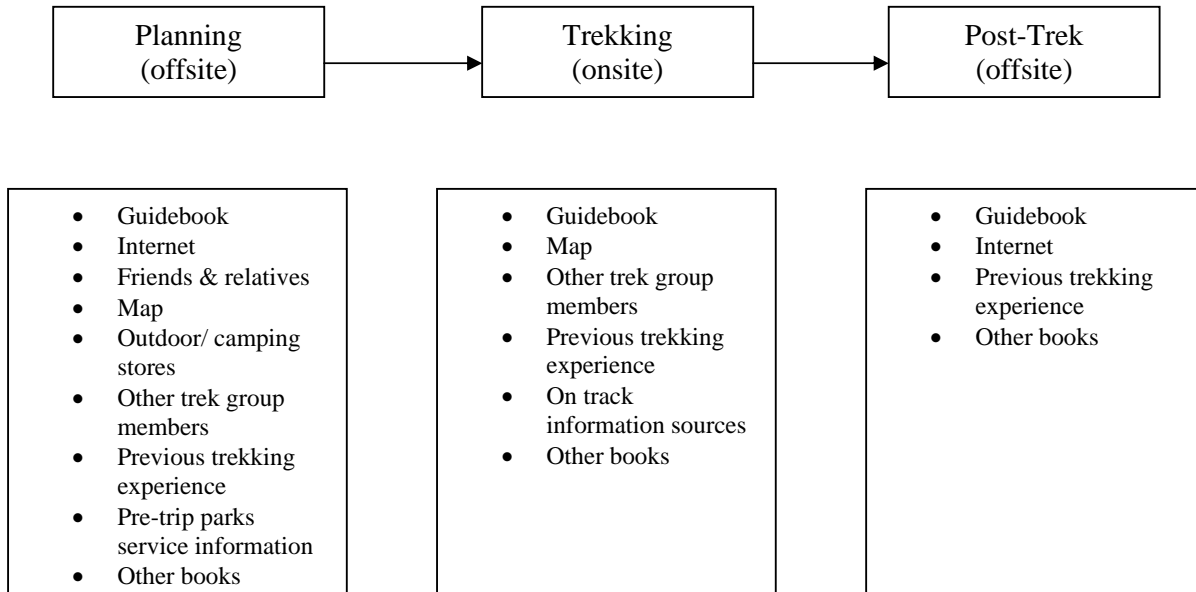 Planning
(offsite)
Trekking
(onsite)
Post-Trek
(offsite)
• Guidebook
• Internet
• Friends & relatives
• Map
• Outdoor/ camping
stores
• Other trek group
members
• Previous trekking
experience
• Pre-trip parks
service information
• Other books
• Guidebook
• Map
• Other trek group
members
• Previous trekking
experience
• On track
information sources
• Other books
• Guidebook
• Internet
• Previous trekking
experience
• Other books